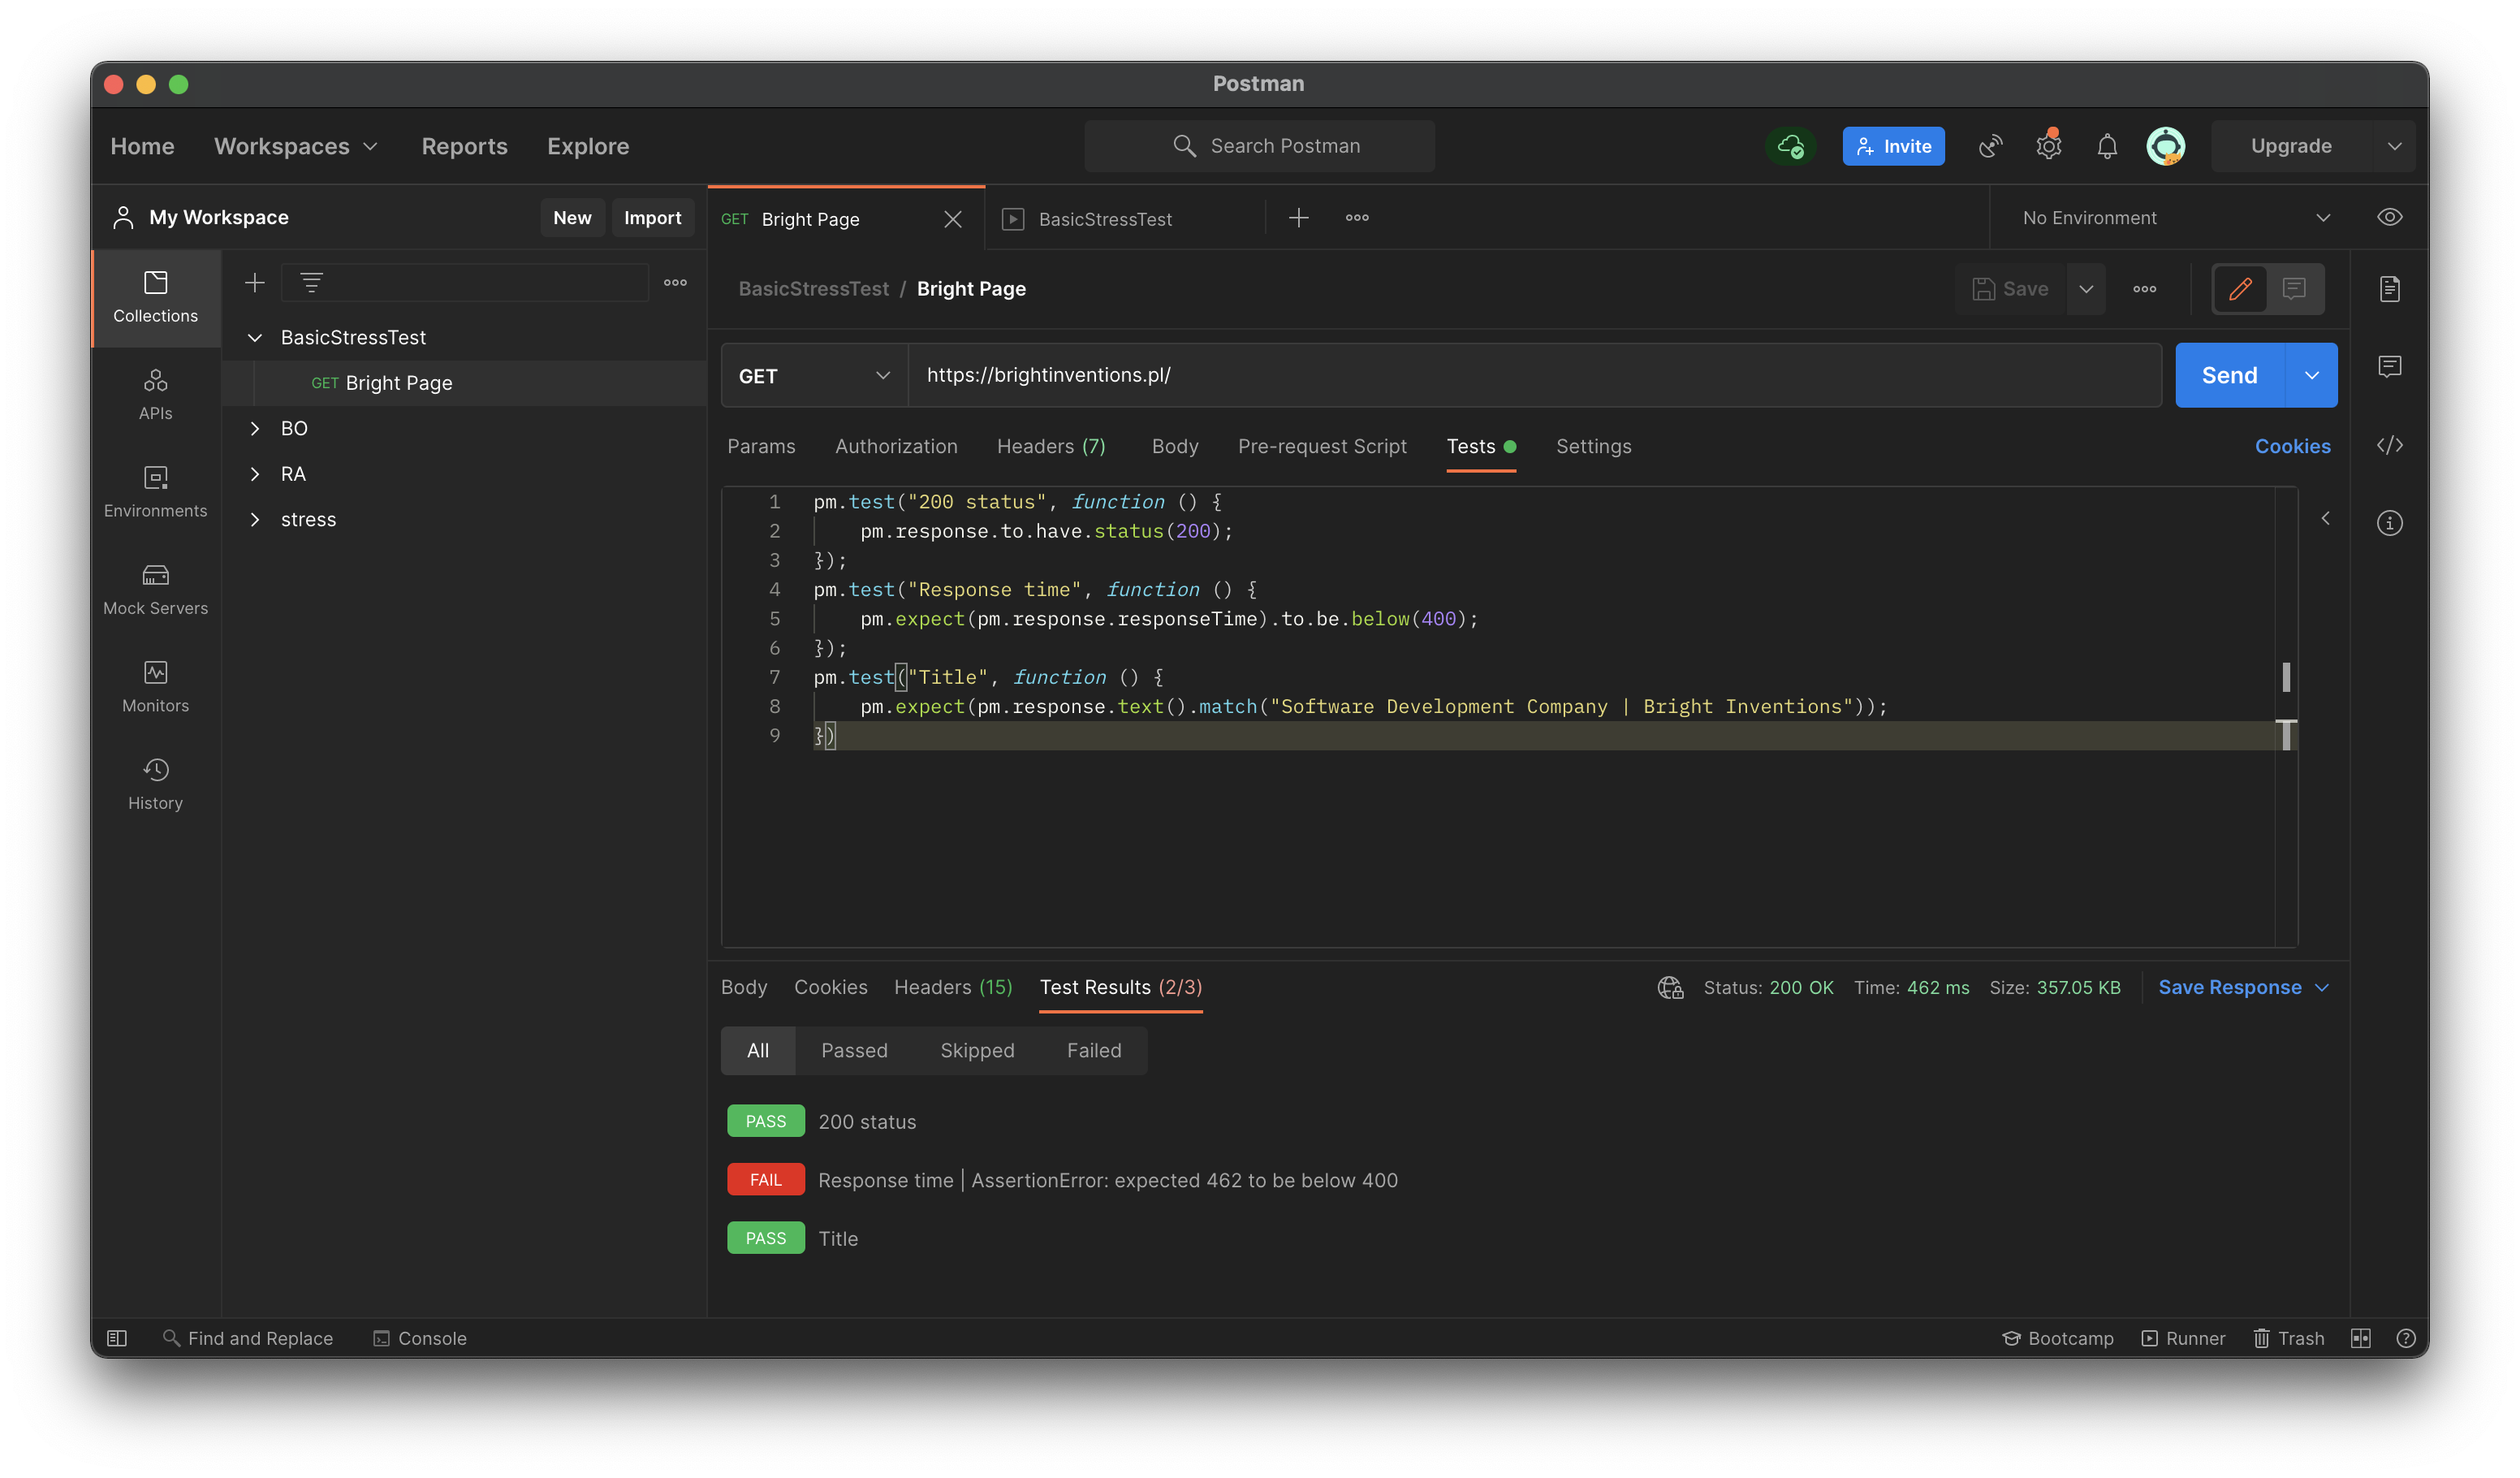 Postman
Home Workspaces Reports Explore Search Postman Invite Upgrade
My Workspace New Import GET Bright Page BasicStressTest No Environment
Collections
APIs
Environments
Mock Servers
Monitors
History
BasicStressTest
GET Bright Page
BO
RA
stress
BasicStressTest / Bright Page Save
GET https://brightinventions.pl/ Send
Params Authorization Headers (7) Body Pre-request Script Tests Settings Cookies
1 pm.test("200 status", function () {
2     pm.response.to.have.status(200);
3 });
4 pm.test("Response time", function () {
5     pm.expect(pm.response.responseTime).to.be.below(400);
6 });
7 pm.test("Title", function () {
8     pm.expect(pm.response.text().match("Software Development Company | Bright Inventions"));
9 })
Body Cookies Headers (15) Test Results (2/3) Status: 200 OK Time: 462 ms Size: 357.05 KB Save Response
All Passed Skipped Failed
PASS 200 status
FAIL Response time | AssertionError: expected 462 to be below 400
PASS Title
Find and Replace Console Bootcamp Runner Trash